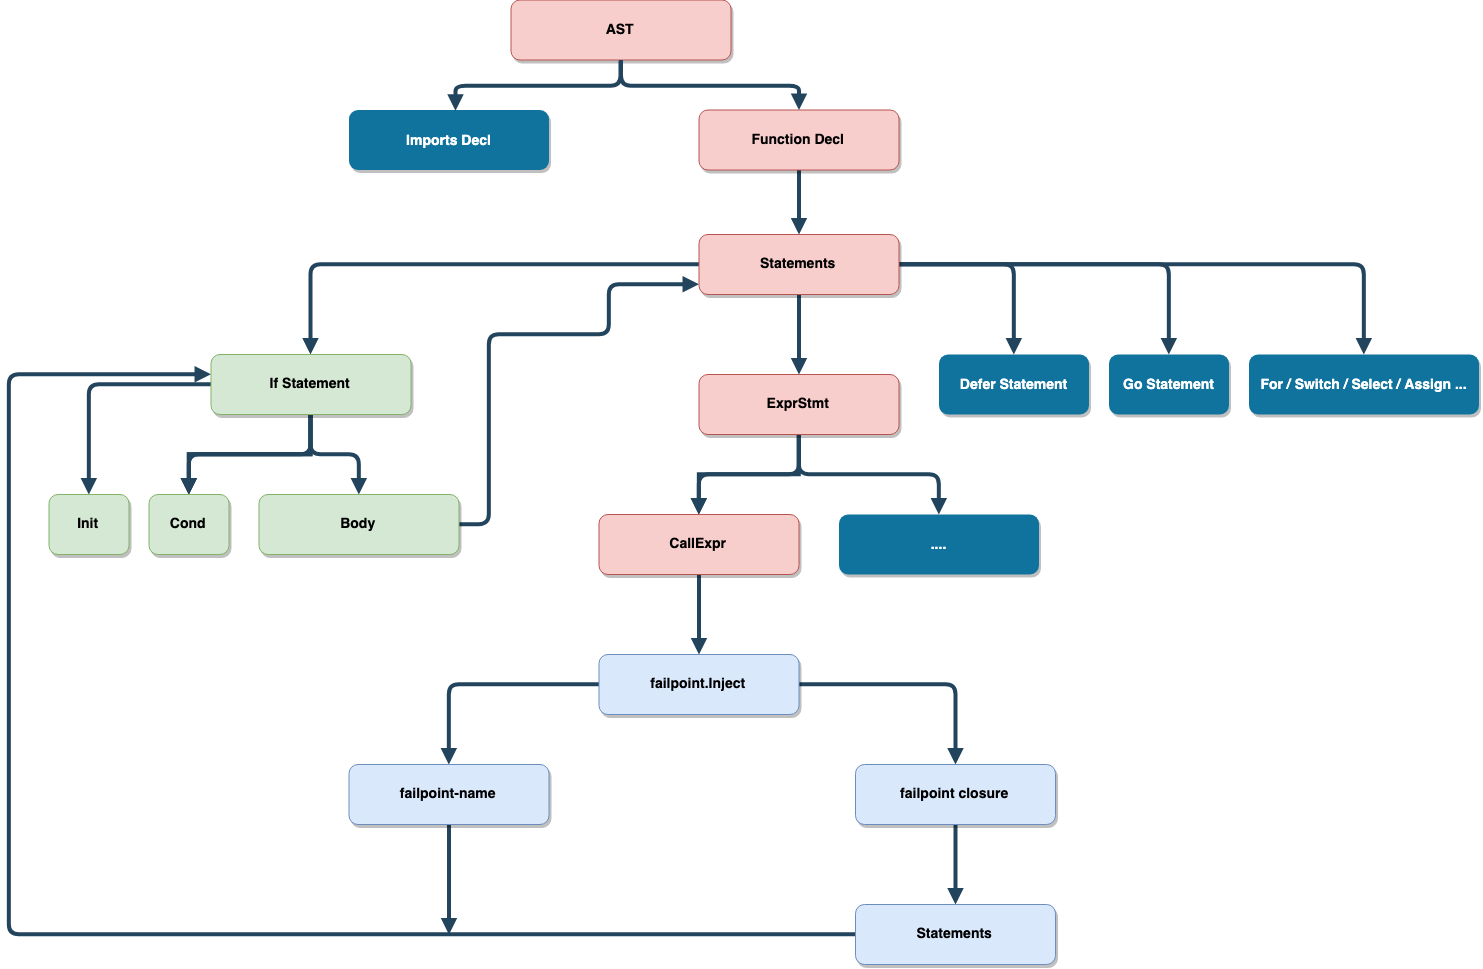 AST
Imports Decl
Function Decl
Statements
If Statement
ExprStmt
Defer Statement
Go Statement
For / Switch / Select / Assign ...
Init
Cond
Body
CallExpr
....
failpoint.Inject
failpoint-name
failpoint closure
Statements